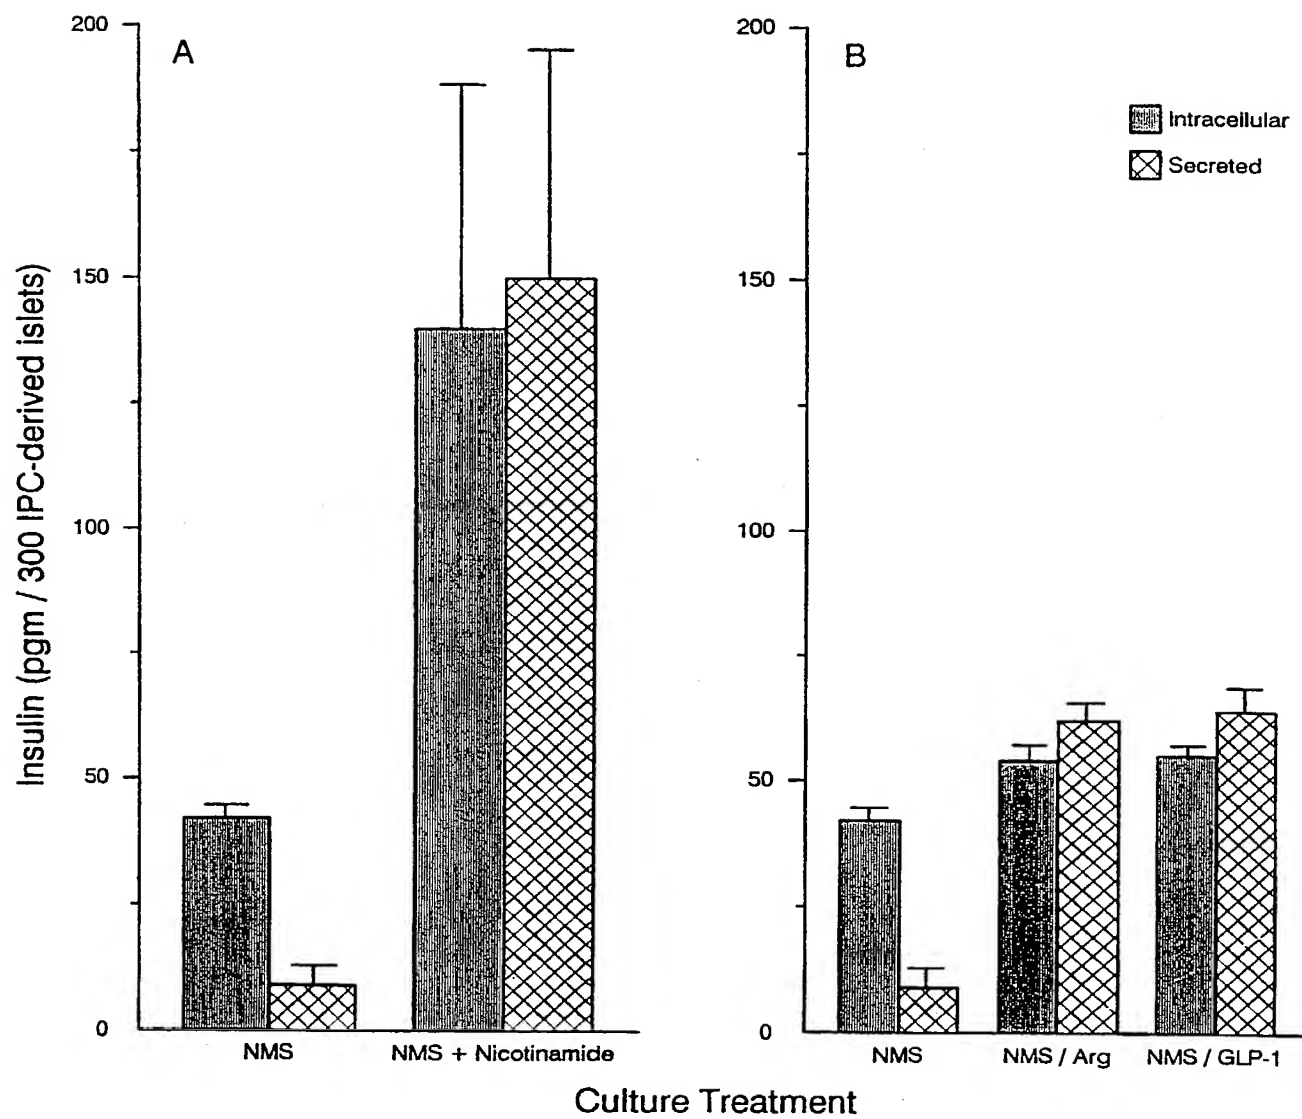 Insulin (pgm / 300 IPC-derived islets)
A
200
150
100
50
0
NMS
NMS + Nicotinamide
B
200
150
100
50
0
Intracellular
Secreted
NMS
NMS / Arg
NMS / GLP-1
Culture Treatment